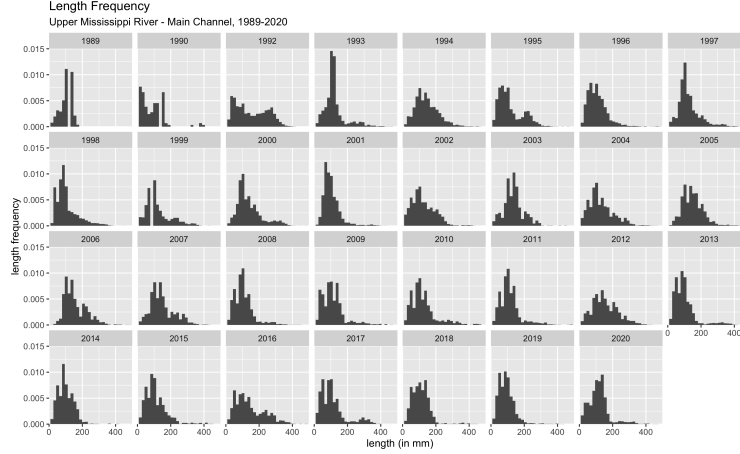 Length Frequency
Upper Mississippi River - Main Channel, 1989-2020
1989 1990 1992 1993 1994 1995 1996 1997
0.015
0.010
0.005
0.000
1998 1999 2000 2001 2002 2003 2004 2005
0.015
0.010
0.005
0.000
length frequency
2006 2007 2008 2009 2010 2011 2012 2013
0.015
0.010
0.005
0.000
0 200 400
2014 2015 2016 2017 2018 2019 2020
0.015
0.010
0.005
0.000
0 200 400 0 200 400 0 200 400 0 200 400 0 200 400 0 200 400 0 200 400
length (in mm)